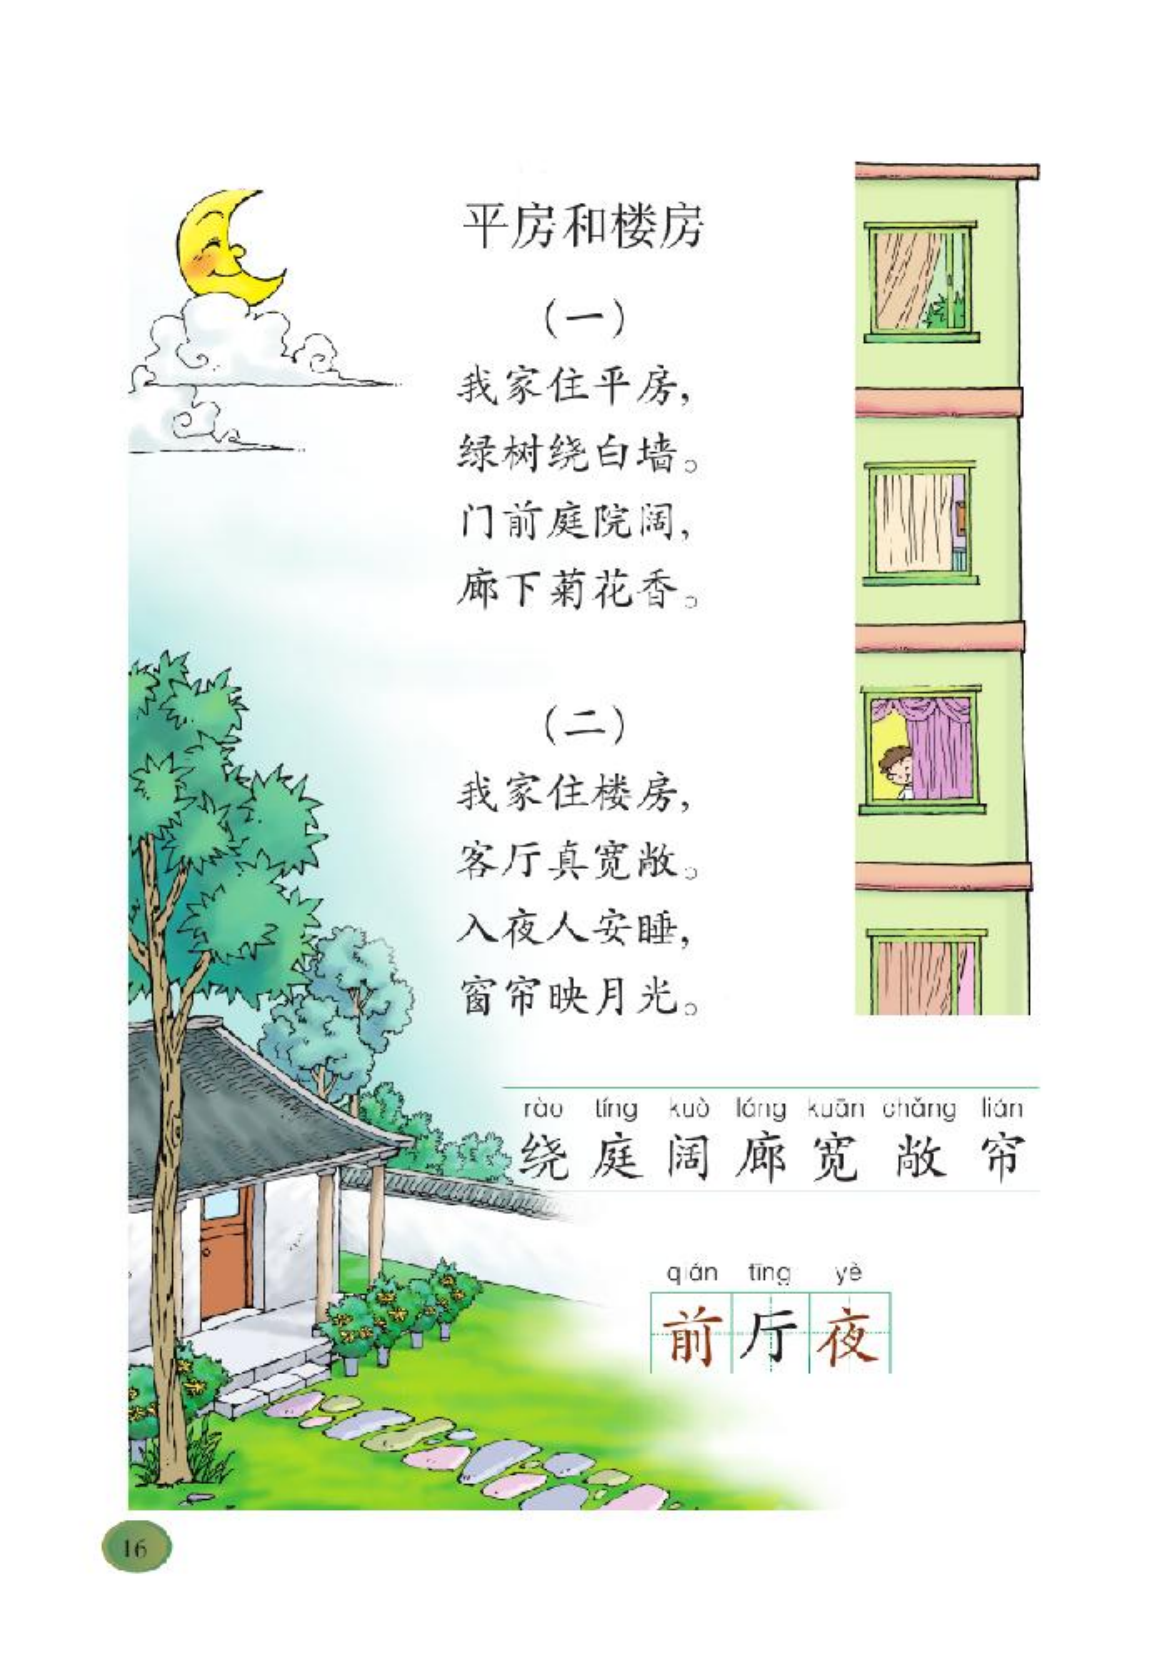 平房和楼房
（一）
我家住平房，
绿树绕白墙。
门前庭院阔，
廊下菊花香。
（二）
我家住楼房，
客厅真宽敞。
入夜人安睡，
窗帘映月光。
rào tíng kuò láng kuān chǎng lián
绕 庭 阔 廊 宽 敞 帘
qián tīng yè
前 厅 夜
16